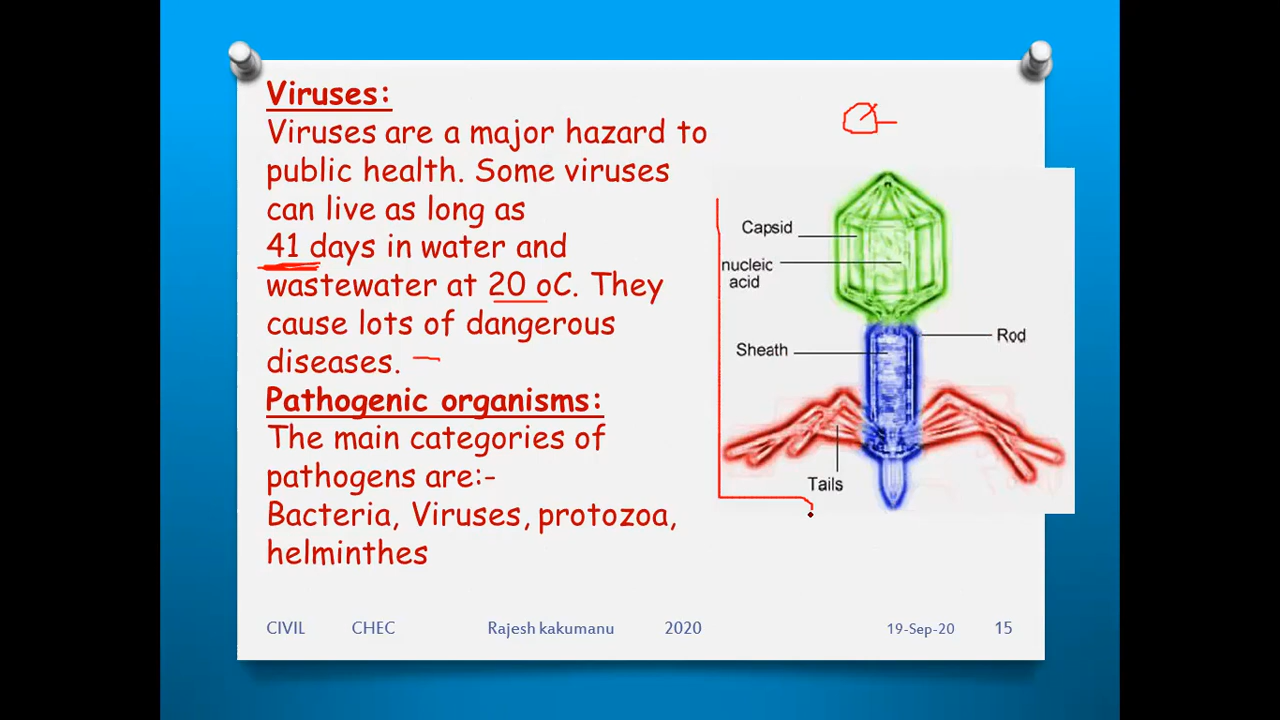 Viruses:
Viruses are a major hazard to
public health. Some viruses
can live as long as
41 days in water and
wastewater at 20 oC. They
cause lots of dangerous
diseases.
Pathogenic organisms:
The main categories of
pathogens are:-
Bacteria, Viruses, protozoa,
helminthes
Capsid
nucleic
acid
Sheath
Rod
Tails
CIVIL CHEC Rajesh kakumanu 2020 19-Sep-20 15